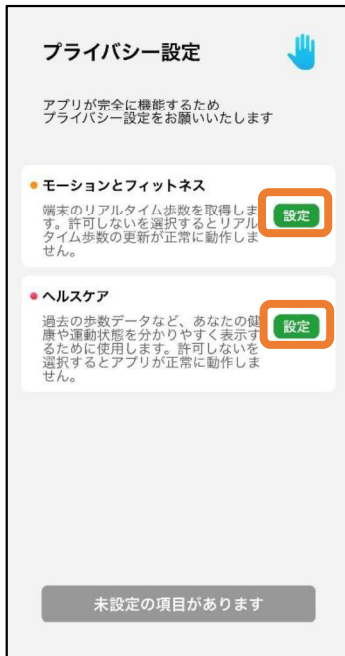 プライバシー設定
アプリが完全に機能するため
プライバシー設定をお願いいたします
モーションとフィットネス
端末のリアルタイム歩数を取得しま
す。許可しないを選択するとリアル
タイム歩数の更新が正常に動作しま
せん。
設定
ヘルスケア
過去の歩数データなど、あなたの健
康や運動状態を分かりやすく表示す
るために使用します。許可しないを
選択するとアプリが正常に動作しま
せん。
設定
未設定の項目があります